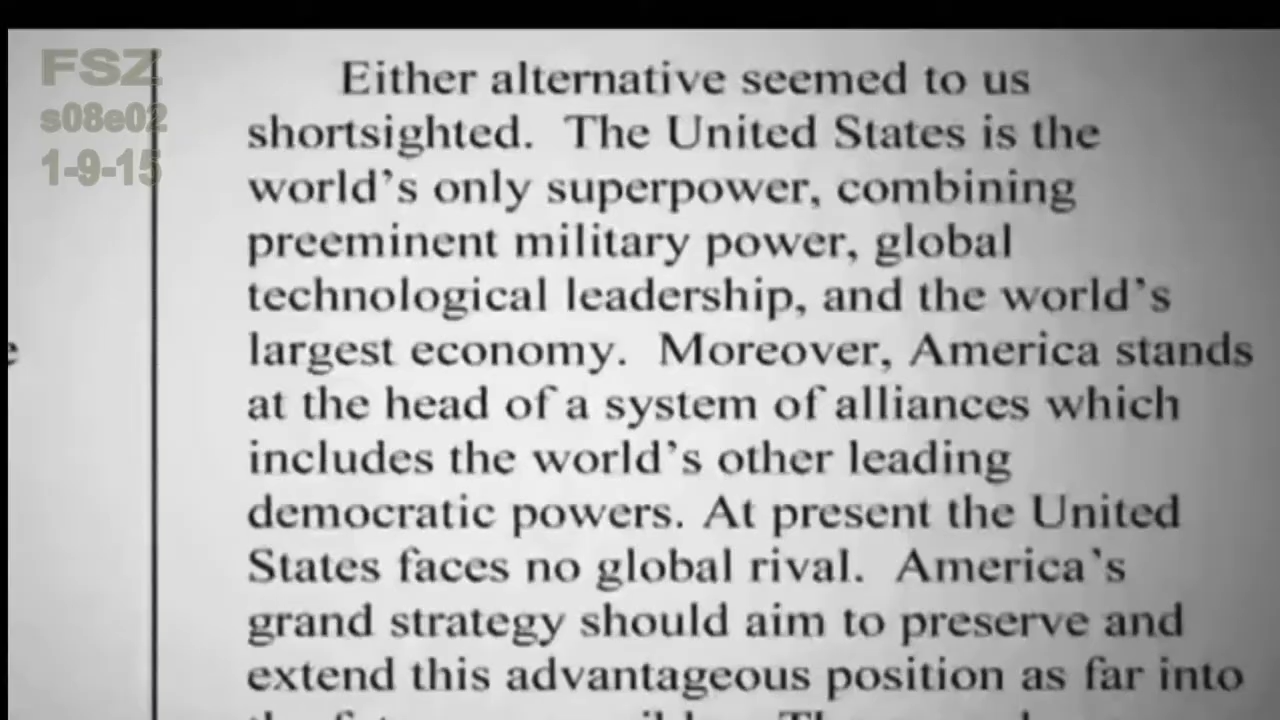 FSZ
s08e02
1-9-15
Either alternative seemed to us
shortsighted. The United States is the
world's only superpower, combining
preeminent military power, global
technological leadership, and the world's
largest economy. Moreover, America stands
at the head of a system of alliances which
includes the world's other leading
democratic powers. At present the United
States faces no global rival. America's
grand strategy should aim to preserve and
extend this advantageous position as far into